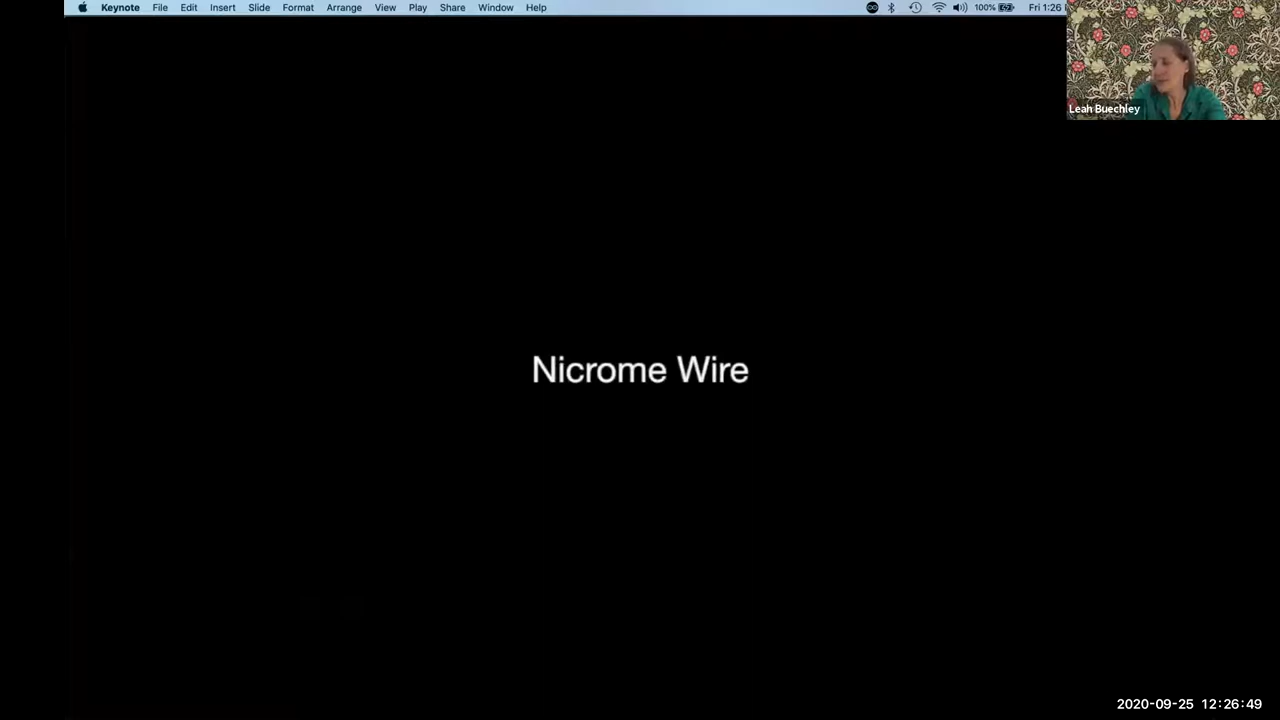 Keynote File Edit Insert Slide Format Arrange View Play Share Window Help 100% Fri 1:26
Leah Buechley
Nicrome Wire
2020-09-25 12:26:49